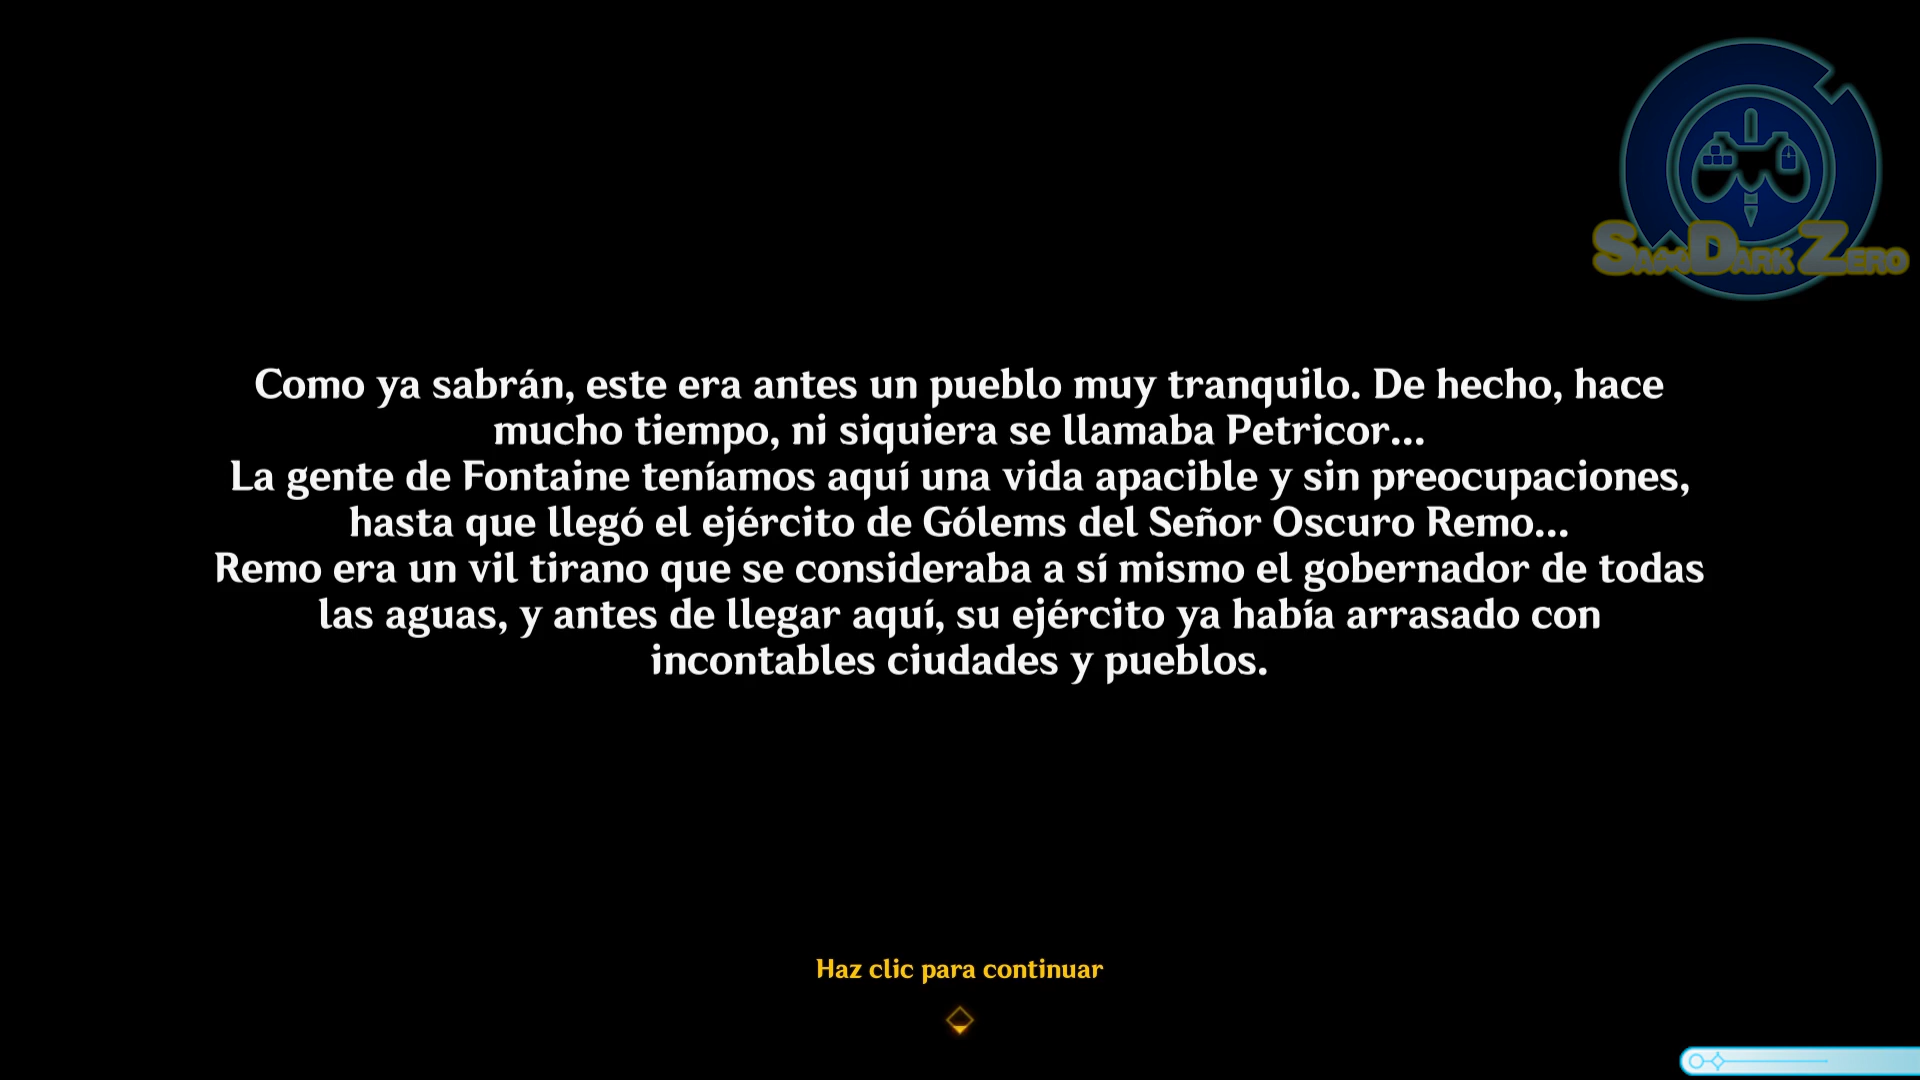 Como ya sabrán, este era antes un pueblo muy tranquilo. De hecho, hace
mucho tiempo, ni siquiera se llamaba Petricor...
La gente de Fontaine teníamos aquí una vida apacible y sin preocupaciones,
hasta que llegó el ejército de Gólems del Señor Oscuro Remo...
Remo era un vil tirano que se consideraba a sí mismo el gobernador de todas
las aguas, y antes de llegar aquí, su ejército ya había arrasado con
incontables ciudades y pueblos.
Haz clic para continuar